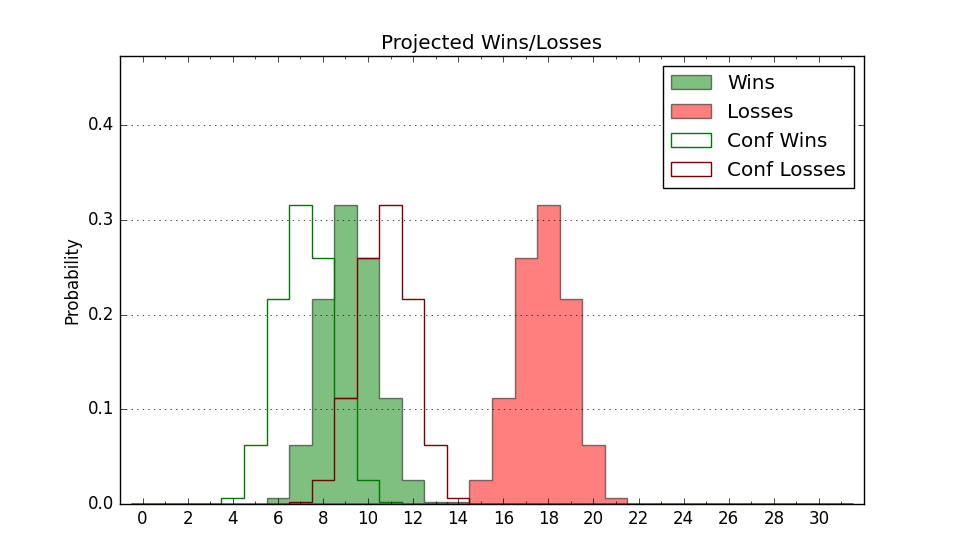 Projected Wins/Losses
Wins
Losses
Conf Wins
Conf Losses
Probability
0.4
0.3
0.2
0.1
0.0
0 2 4 6 8 10 12 14 16 18 20 22 24 26 28 30